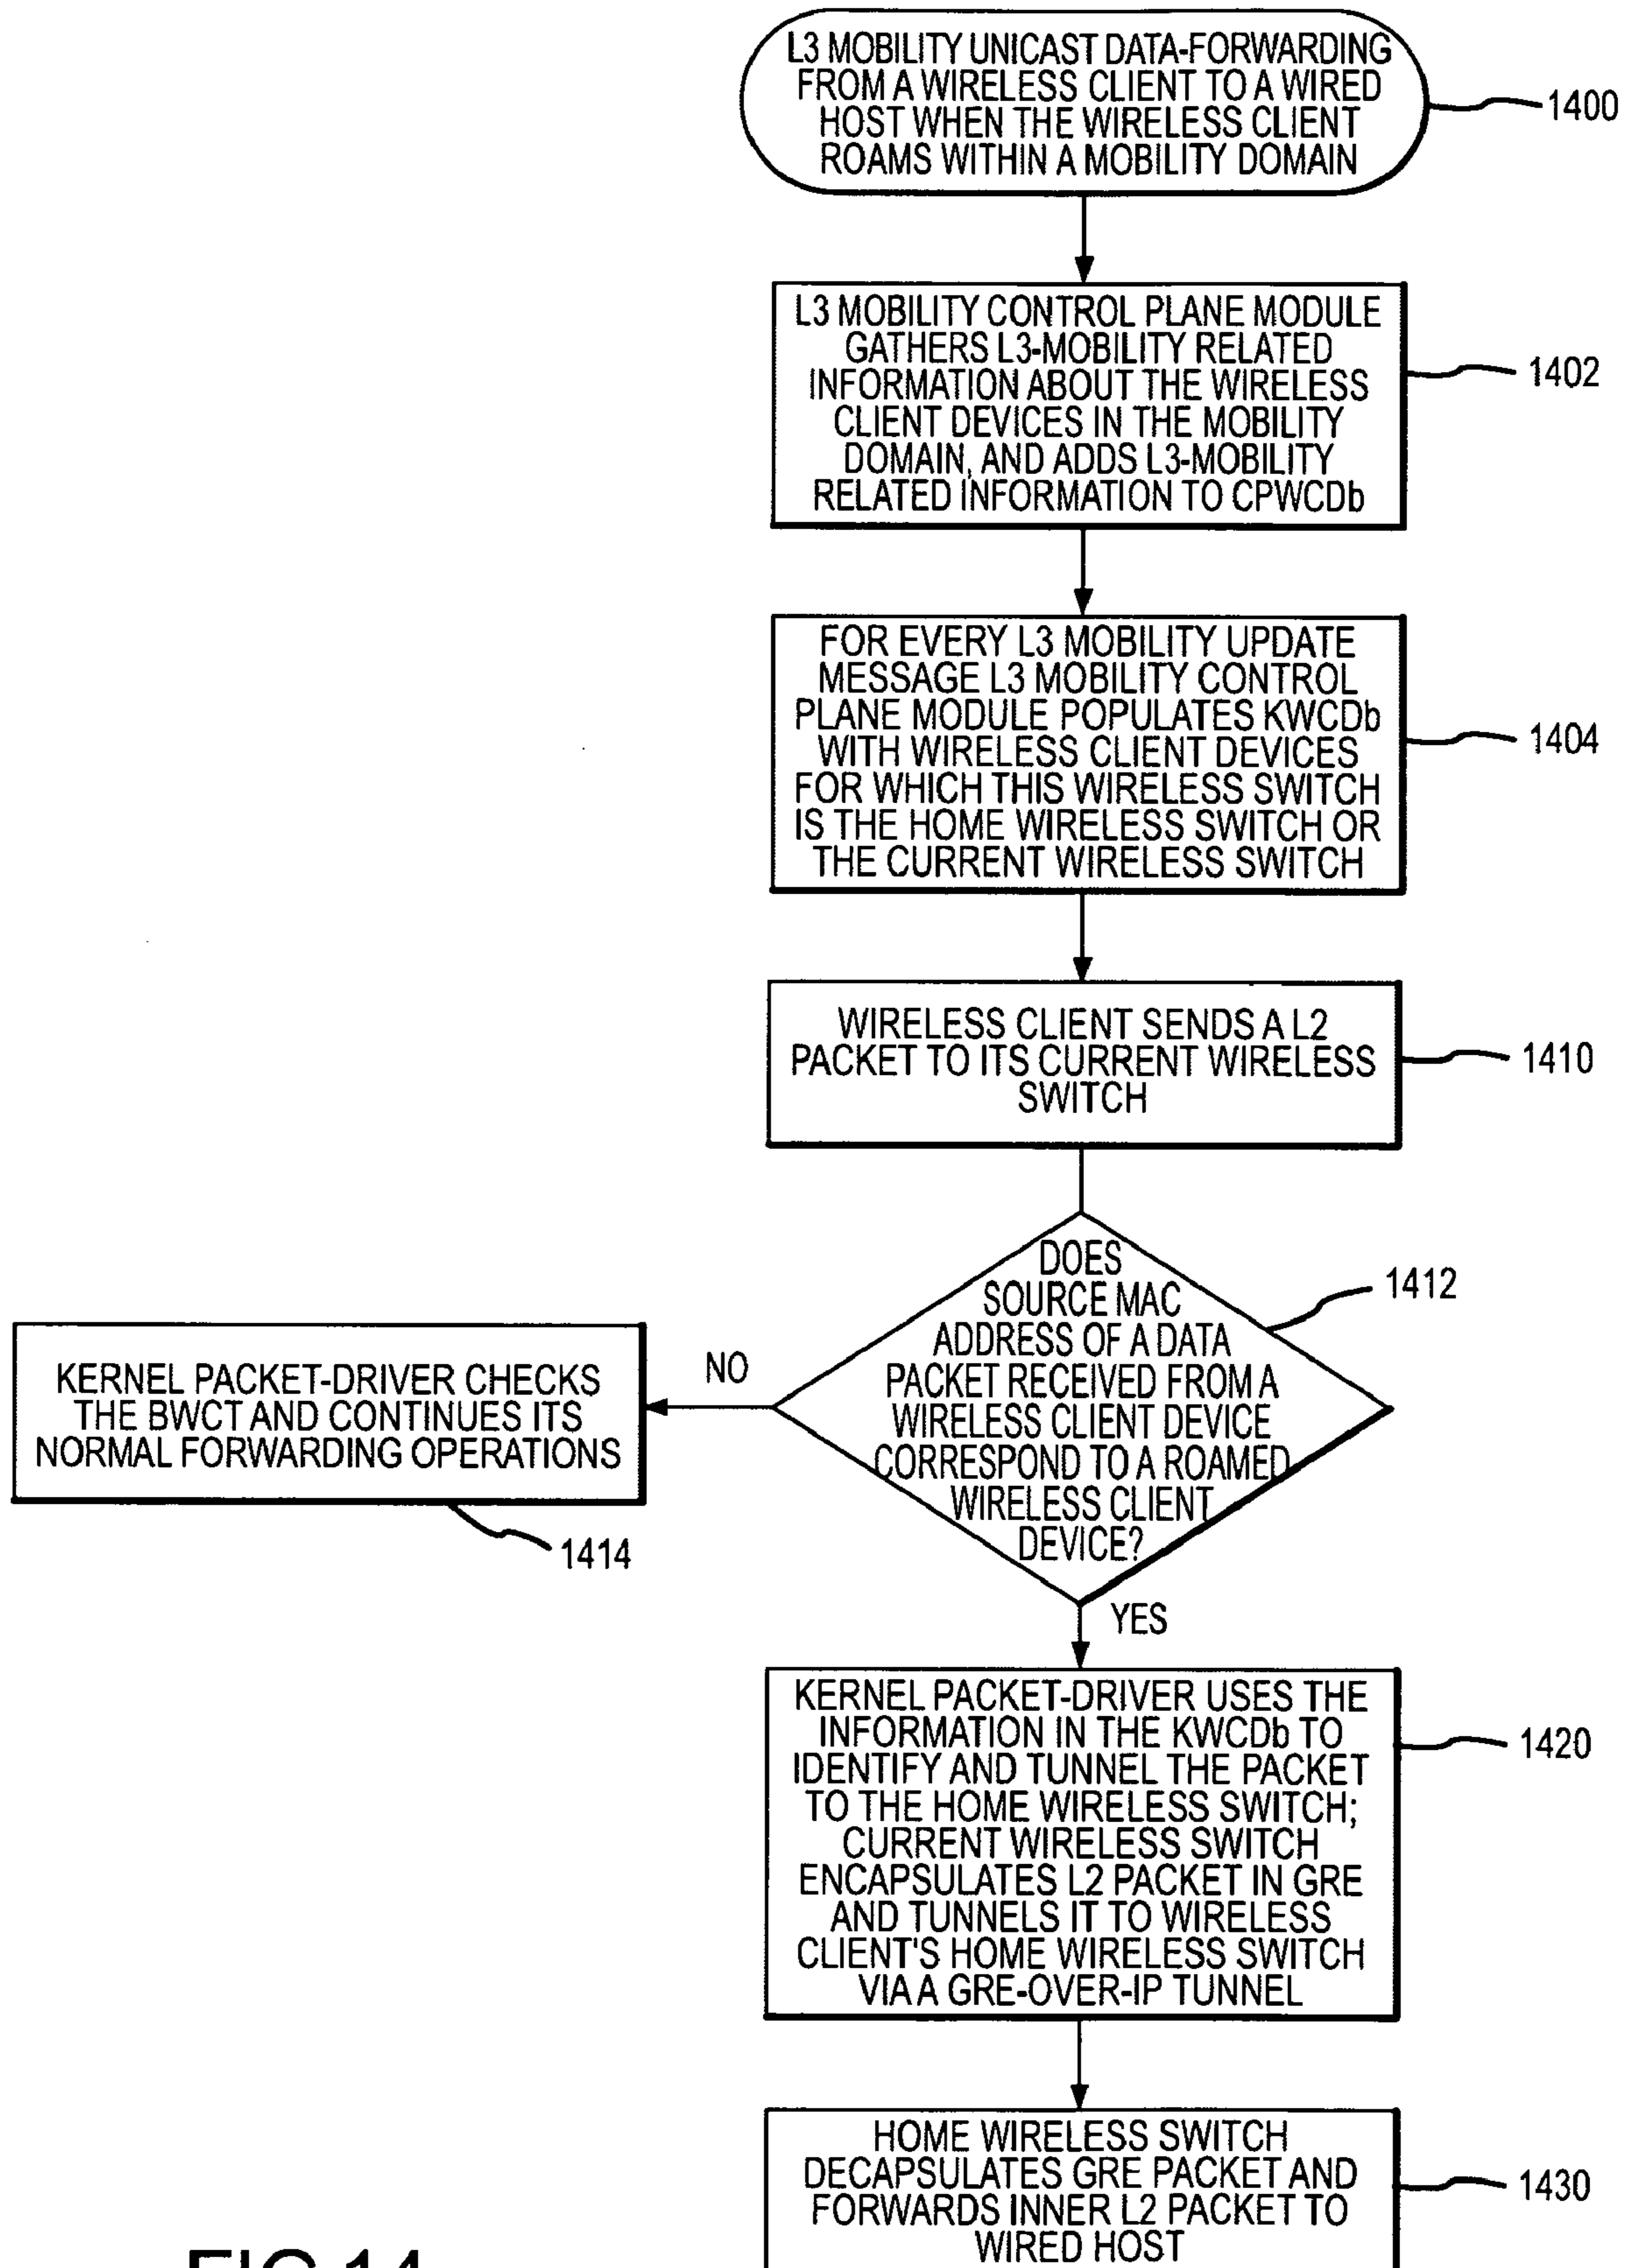 L3 MOBILITY UNICAST DATA-FORWARDING
FROM A WIRELESS CLIENT TO A WIRED
HOST WHEN THE WIRELESS CLIENT
ROAMS WITHIN A MOBILITY DOMAIN
1400
L3 MOBILITY CONTROL PLANE MODULE
GATHERS L3-MOBILITY RELATED
INFORMATION ABOUT THE WIRELESS
CLIENT DEVICES IN THE MOBILITY
DOMAIN, AND ADDS L3-MOBILITY
RELATED INFORMATION TO CPWCDb
1402
FOR EVERY L3 MOBILITY UPDATE
MESSAGE L3 MOBILITY CONTROL
PLANE MODULE POPULATES KWCDb
WITH WIRELESS CLIENT DEVICES
FOR WHICH THIS WIRELESS SWITCH
IS THE HOME WIRELESS SWITCH OR
THE CURRENT WIRELESS SWITCH
1404
WIRELESS CLIENT SENDS A L2
PACKET TO ITS CURRENT WIRELESS
SWITCH
1410
DOES
SOURCE MAC
ADDRESS OF A DATA
PACKET RECEIVED FROM A
WIRELESS CLIENT DEVICE
CORRESPOND TO A ROAMED
WIRELESS CLIENT
DEVICE?
1412
NO
KERNEL PACKET-DRIVER CHECKS
THE BWCT AND CONTINUES ITS
NORMAL FORWARDING OPERATIONS
1414
YES
KERNEL PACKET-DRIVER USES THE
INFORMATION IN THE KWCDb TO
IDENTIFY AND TUNNEL THE PACKET
TO THE HOME WIRELESS SWITCH;
CURRENT WIRELESS SWITCH
ENCAPSULATES L2 PACKET IN GRE
AND TUNNELS IT TO WIRELESS
CLIENT'S HOME WIRELESS SWITCH
VIA A GRE-OVER-IP TUNNEL
1420
HOME WIRELESS SWITCH
DECAPSULATES GRE PACKET AND
FORWARDS INNER L2 PACKET TO
WIRED HOST
1430
FIG.14